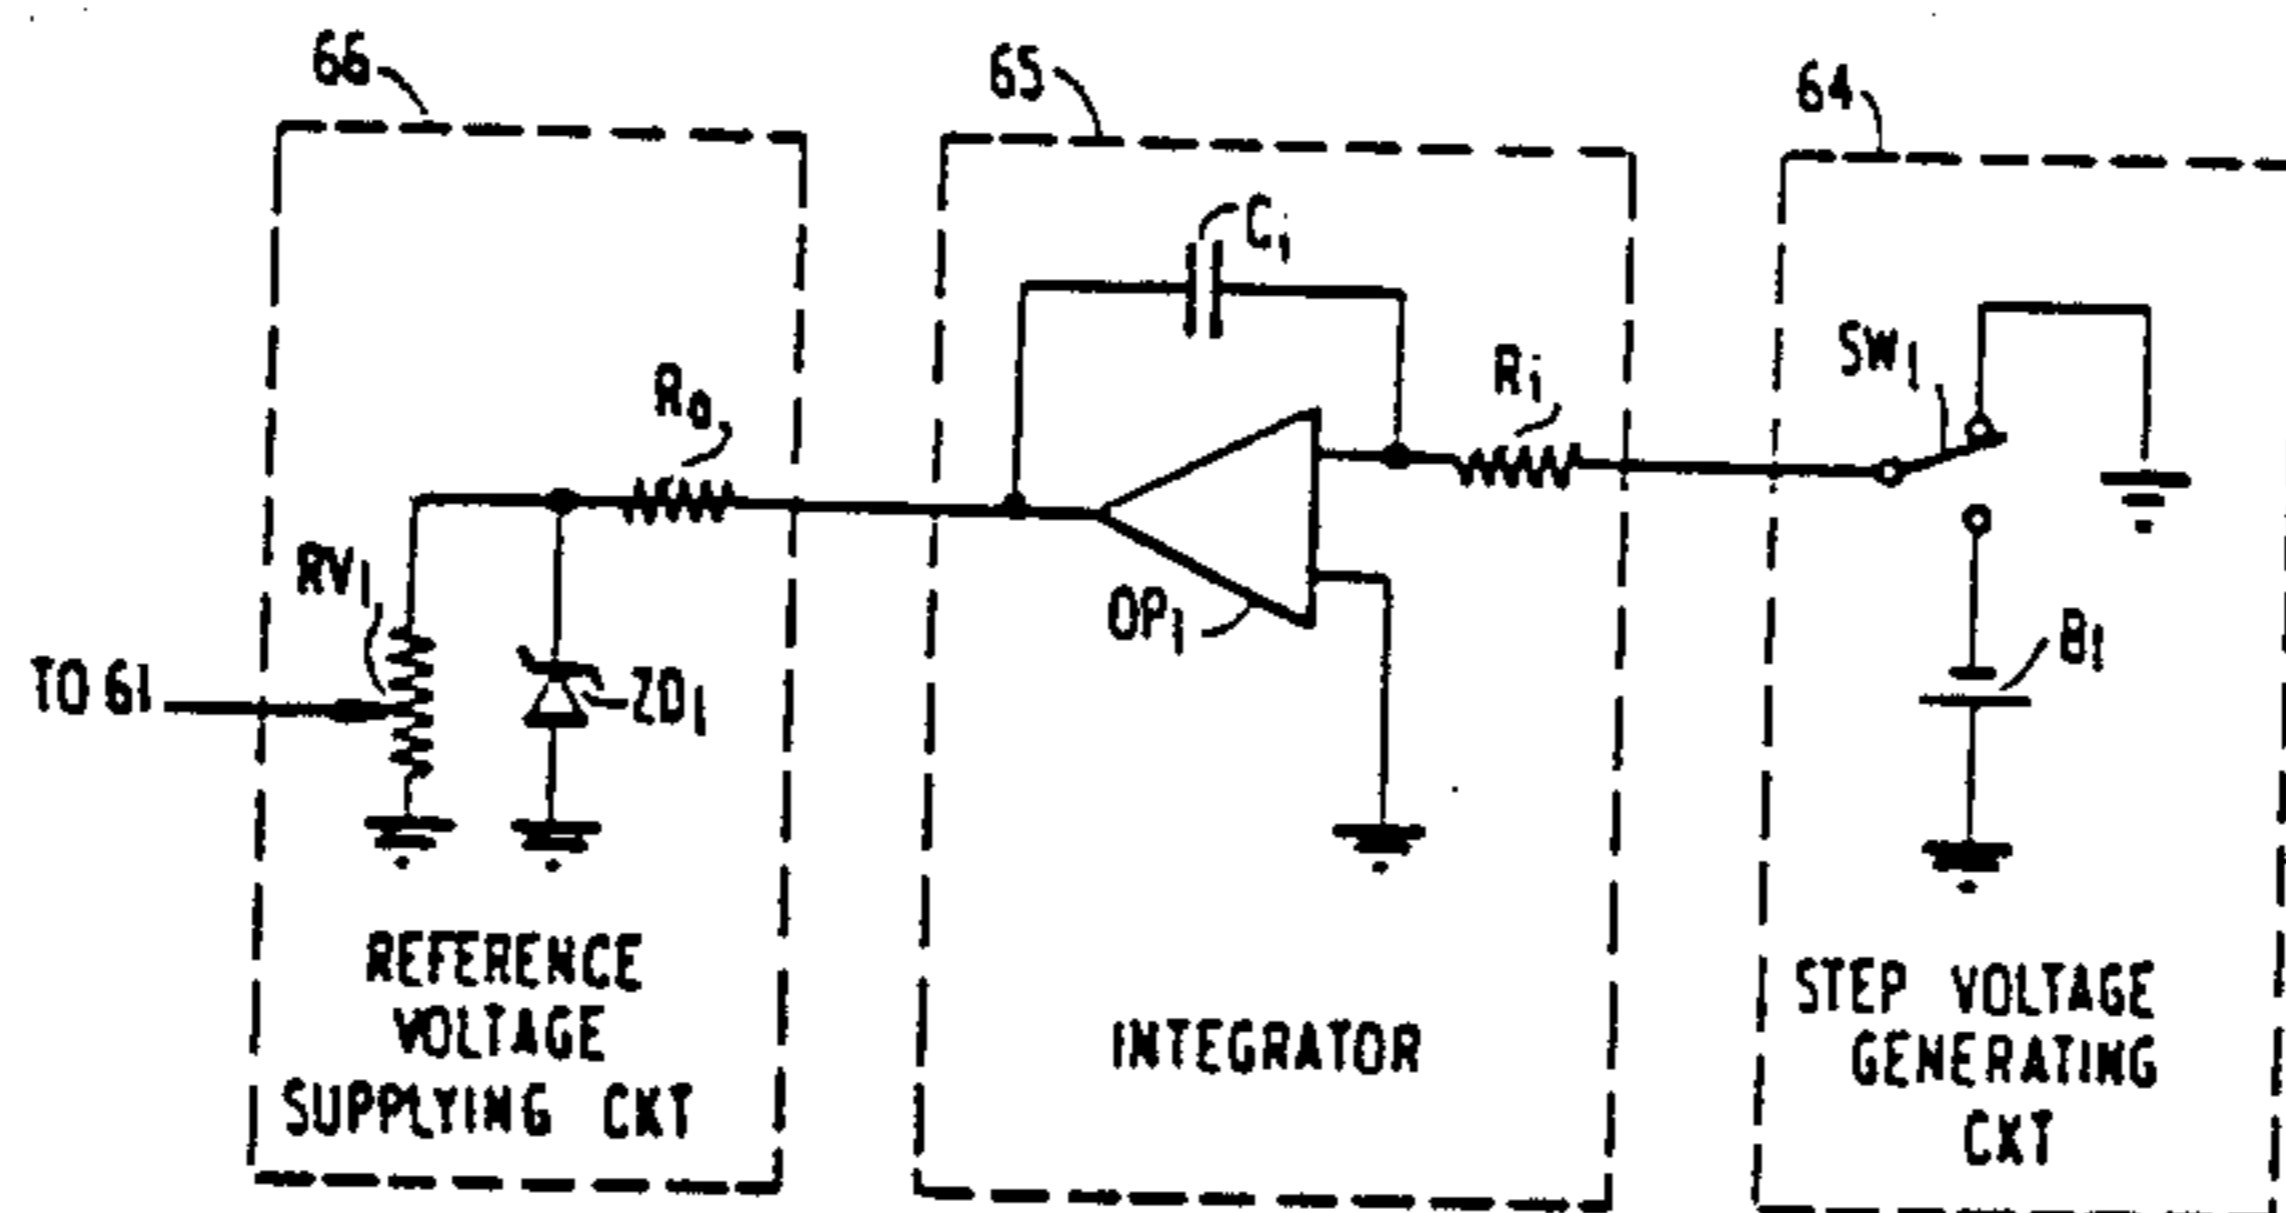 66
65
64
Ci
Ri
SW1
R0
RV1
OP1
B1
TO 61
ZD1
REFERENCE
VOLTAGE
SUPPLYING CKT
INTEGRATOR
STEP VOLTAGE
GENERATING
CKT